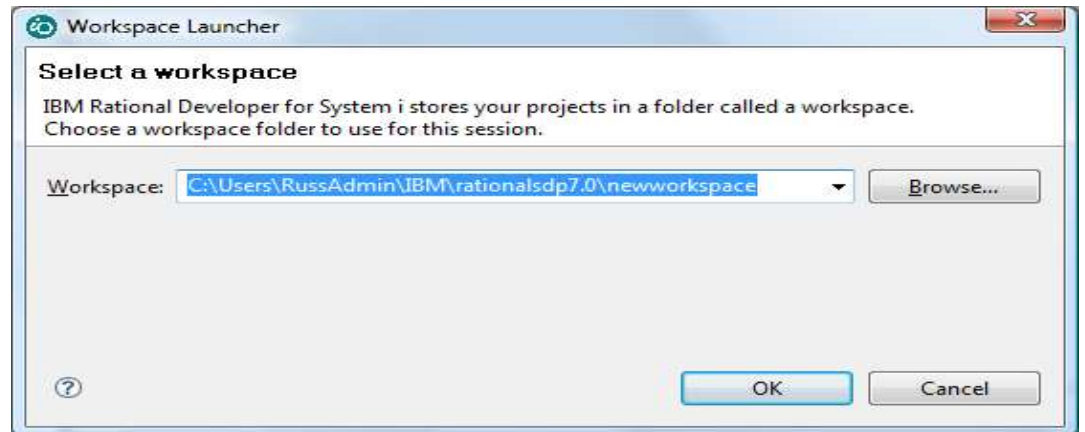 Workspace Launcher
Select a workspace
IBM Rational Developer for System i stores your projects in a folder called a workspace.
Choose a workspace folder to use for this session.
Workspace: C:\Users\RussAdmin\IBM\rationalsdp7.0\newworkspace Browse...
OK Cancel